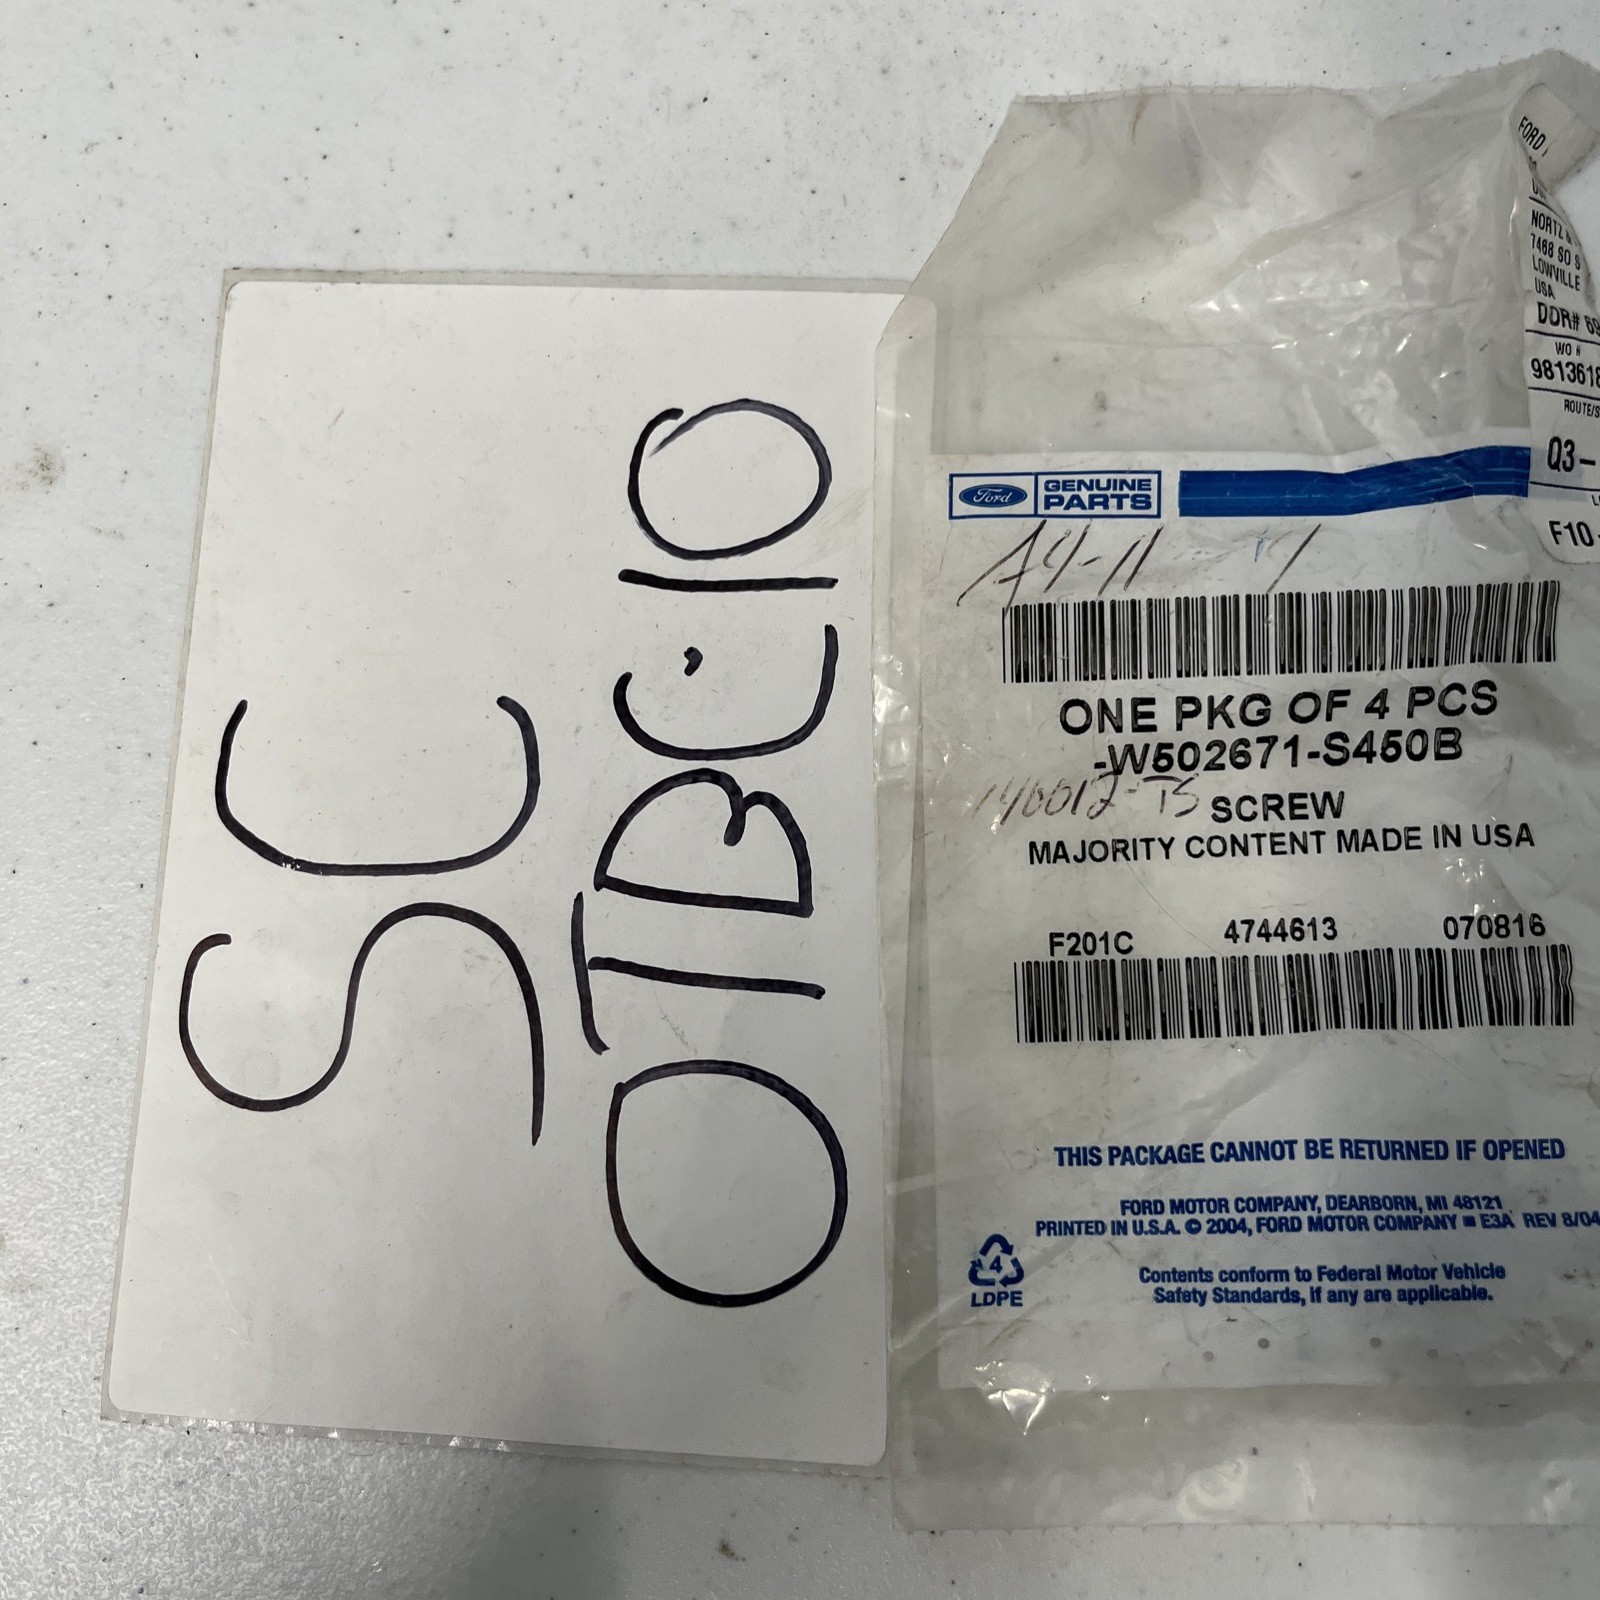 SC
OTBC·10
FORD
NORTZ
7468 SO S
LOWVILLE
USA
DDR# 69
WO #
9813618
ROUTE/S
Q3-
F10-
Ford
GENUINE
PARTS
A4-11
ONE PKG OF 4 PCS
-W502671-S450B
SCREW
MAJORITY CONTENT MADE IN USA
F201C 4744613 070816
THIS PACKAGE CANNOT BE RETURNED IF OPENED
FORD MOTOR COMPANY, DEARBORN, MI 48121
PRINTED IN U.S.A. © 2004, FORD MOTOR COMPANY ■ E3A REV 8/04
4
LDPE
Contents conform to Federal Motor Vehicle
Safety Standards, if any are applicable.